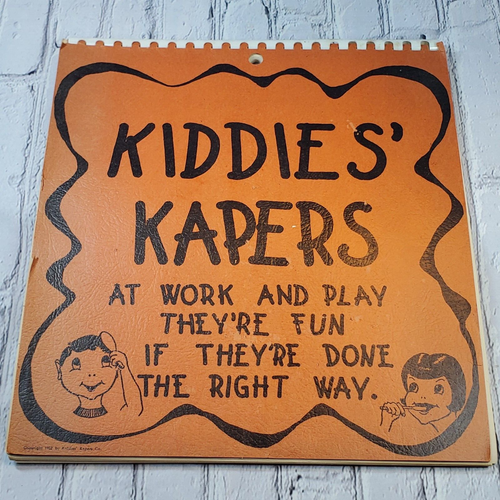 KIDDIES'
KAPERS
AT WORK AND PLAY
THEY'RE FUN
IF THEY'RE DONE
THE RIGHT WAY.